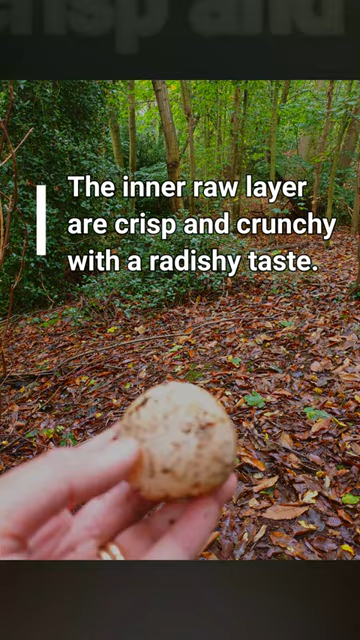 The inner raw layer
are crisp and crunchy
with a radishy taste.